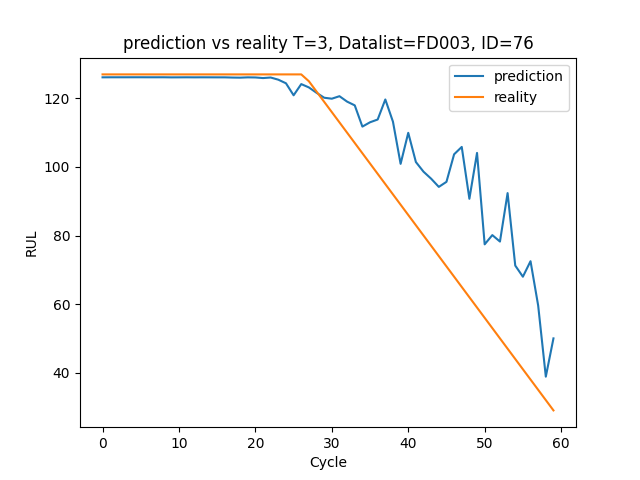 prediction vs reality T=3, Datalist=FD003, ID=76
prediction
reality
120
100
80
60
40
RUL
0 10 20 30 40 50 60
Cycle